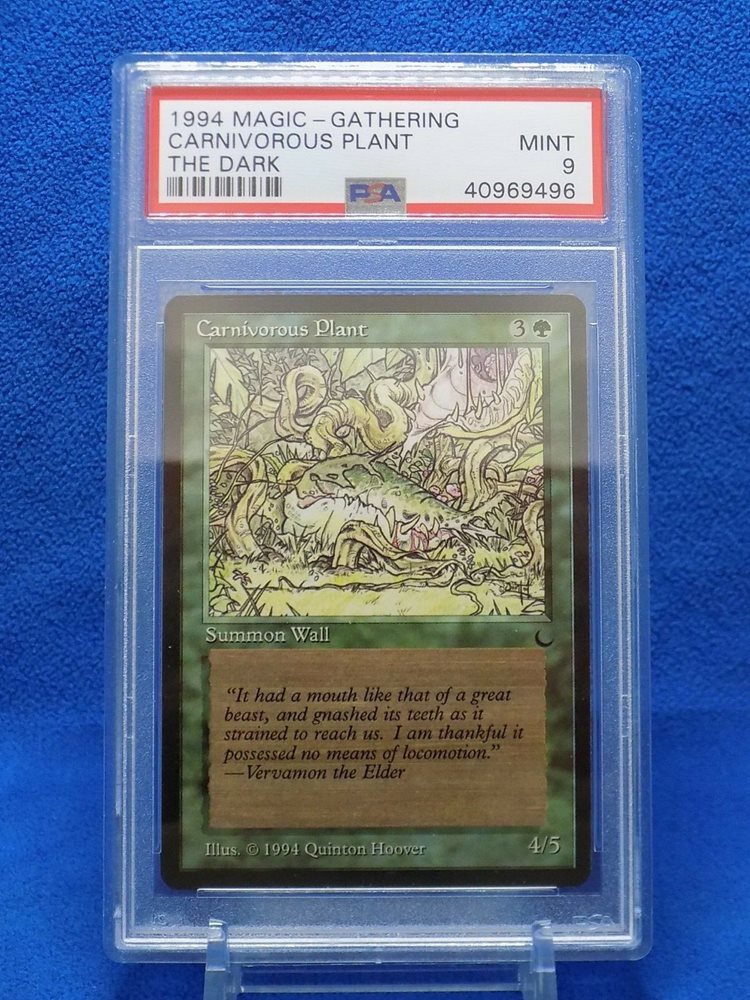 1994 MAGIC - GATHERING
CARNIVOROUS PLANT MINT
THE DARK 9
PSA 40969496
Carnivorous Plant 3
Summon Wall
“It had a mouth like that of a great
beast, and gnashed its teeth as it
strained to reach us. I am thankful it
possessed no means of locomotion.”
—Vervamon the Elder
Illus. © 1994 Quinton Hoover 4/5
PSA